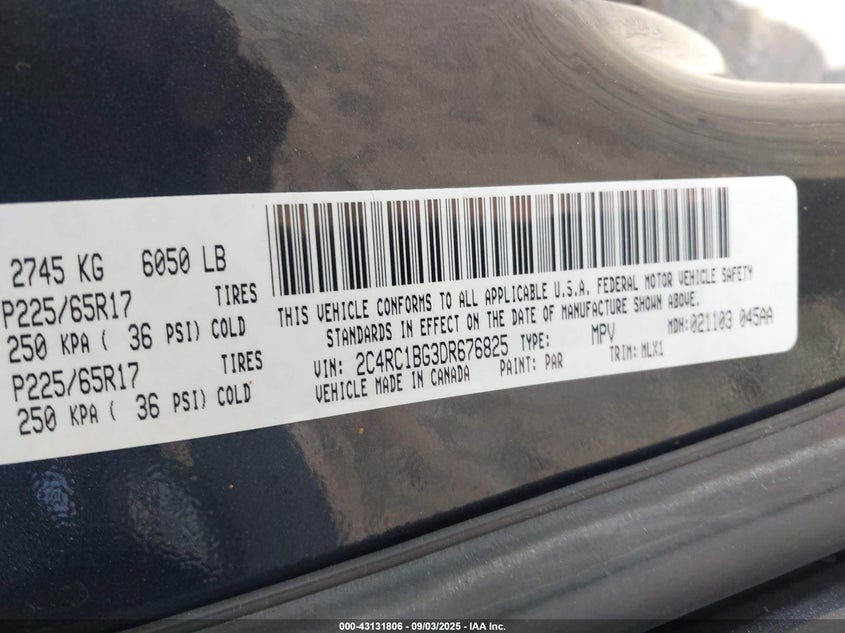 2745 KG 6050 LB
P225/65R17 TIRES
250 KPA ( 36 PSI) COLD
P225/65R17 TIRES
250 KPA ( 36 PSI) COLD
THIS VEHICLE CONFORMS TO ALL APPLICABLE U.S.A. FEDERAL MOTOR VEHICLE SAFETY
STANDARDS IN EFFECT ON THE DATE OF MANUFACTURE SHOWN ABOVE.
VIN: 2C4RC1BG3DR676825 TYPE: MPV MDH:021103 045AA
VEHICLE MADE IN CANADA PAINT: PAR TRIM: MLX1
000-43131806 - 09/03/2025 - IAA Inc.